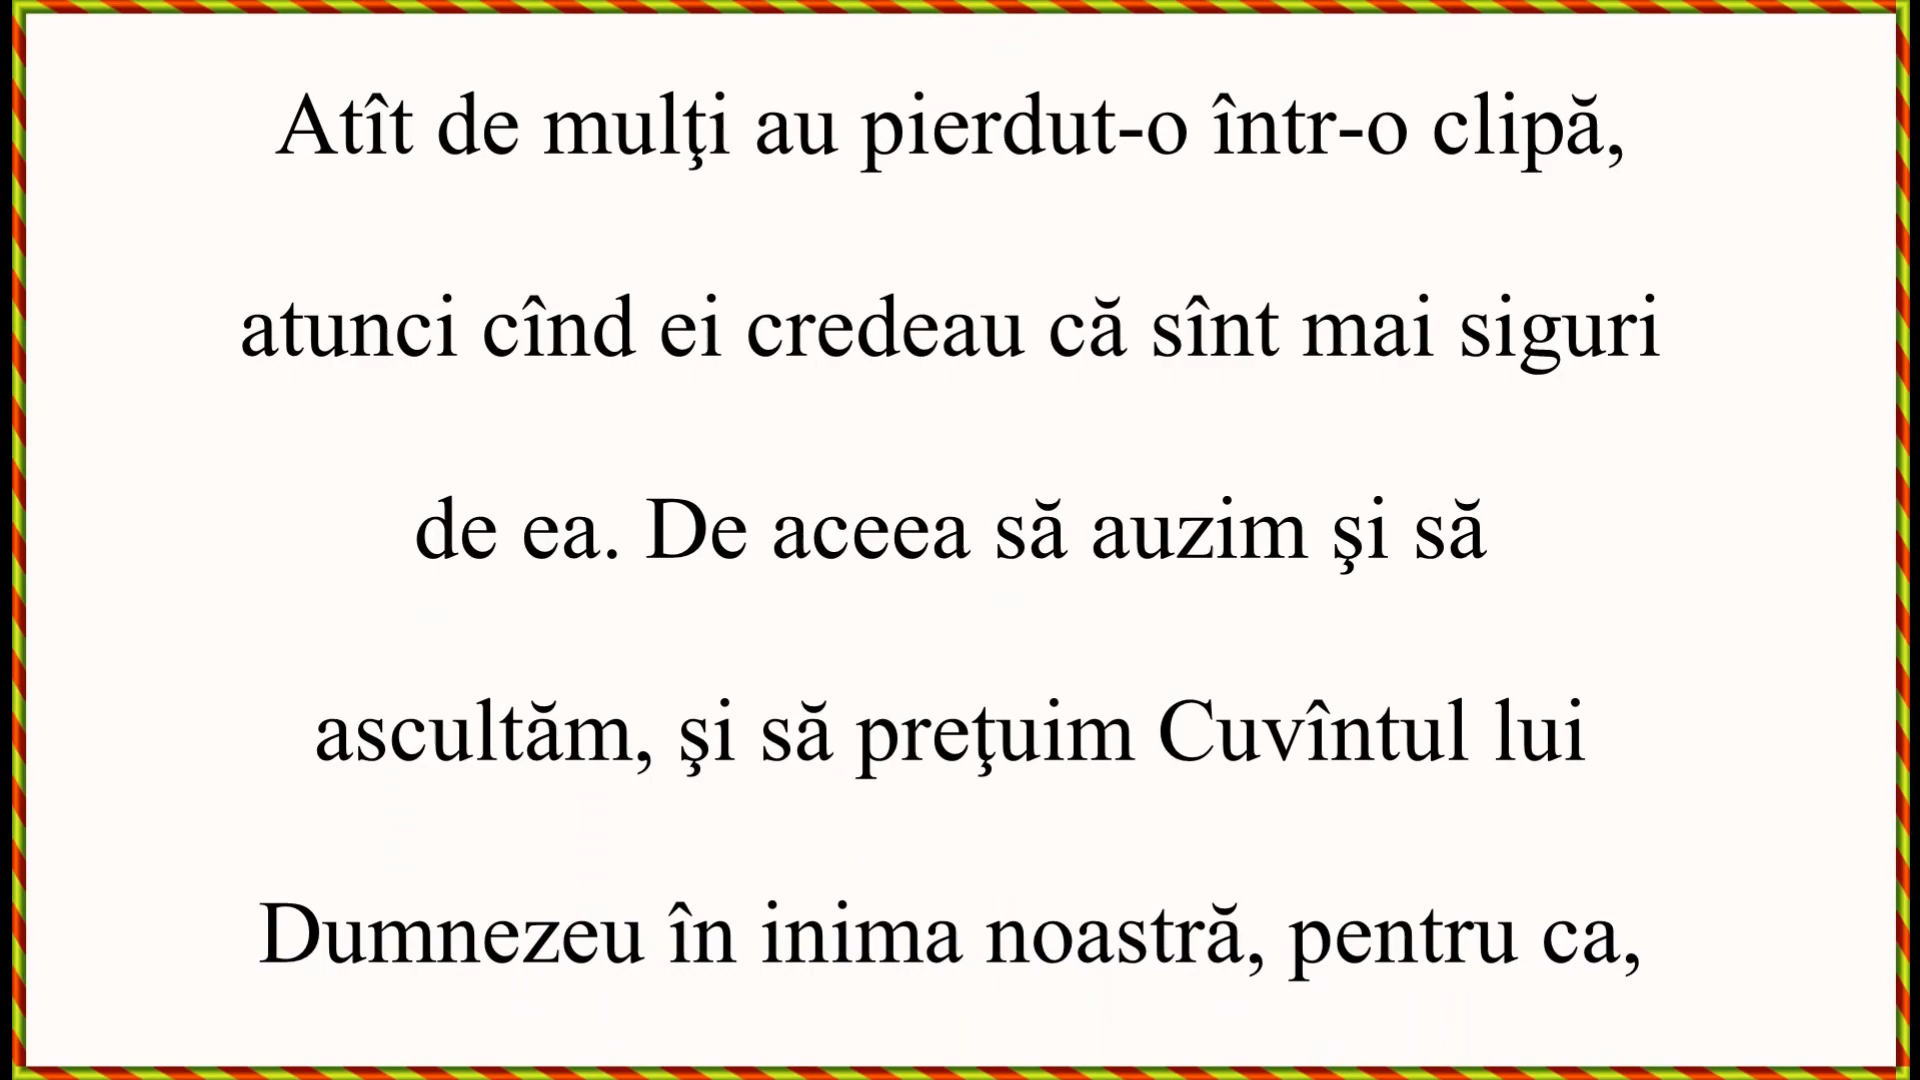 Atît de mulţi au pierdut-o într-o clipă,
atunci cînd ei credeau că sînt mai siguri
de ea. De aceea să auzim şi să
ascultăm, şi să preţuim Cuvîntul lui
Dumnezeu în inima noastră, pentru ca,